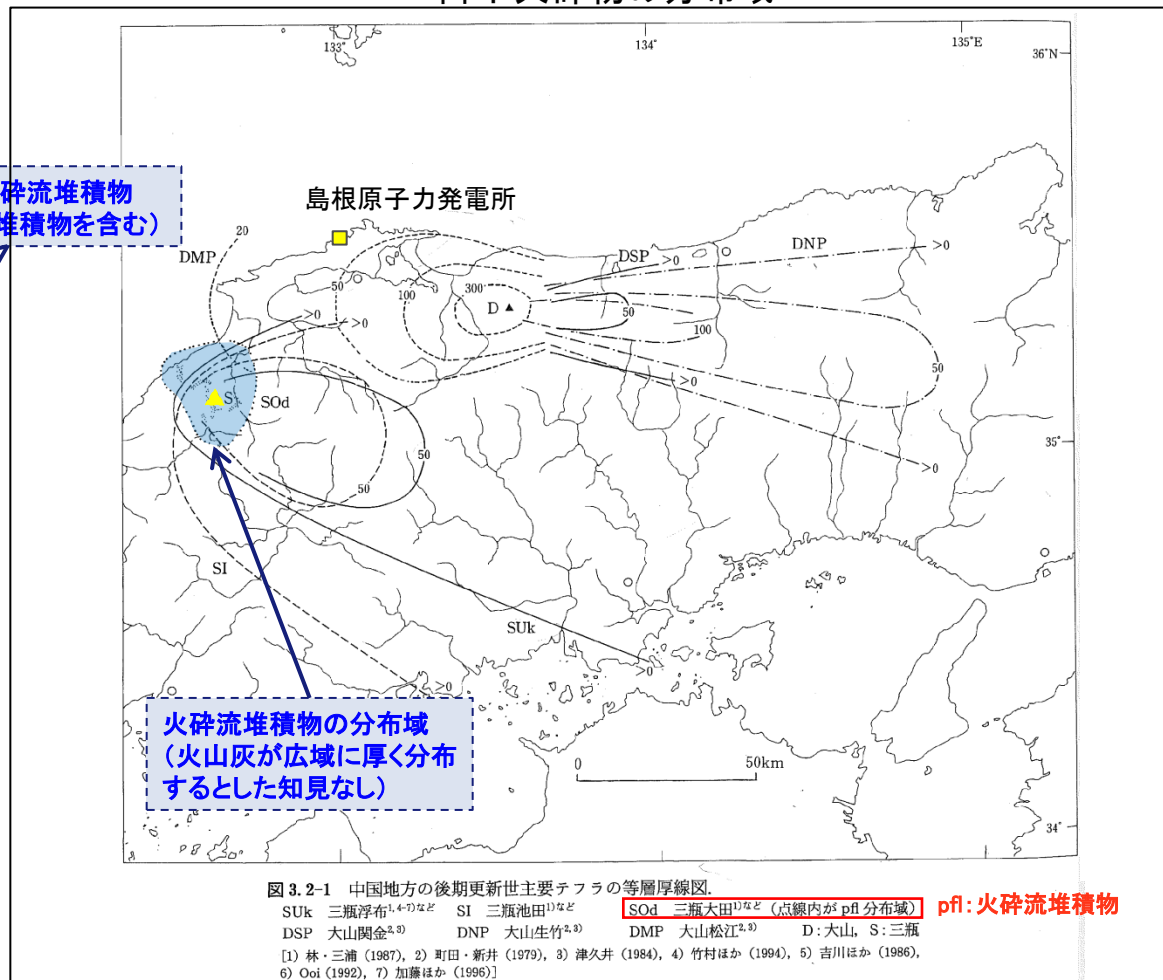 133°
134°
135°E
36°N
砕流堆積物
堆積物を含む）
島根原子力発電所
20
DMP
DSP
DNP
>0
>0
50
100
300
D
50
100
>0
>0
50
S
SOd
>0
50
50
35°
>0
SI
SUk
>0
>0
火砕流堆積物の分布域
（火山灰が広域に厚く分布
するとした知見なし）
0
50km
34°
図 3.2-1 中国地方の後期更新世主要テフラの等層厚線図.
SUk 三瓶浮布1,4-7)など SI 三瓶池田1)など SOd 三瓶大田1)など（点線内が pfl 分布域） pfl：火砕流堆積物
DSP 大山関金2,3) DNP 大山生竹2,3) DMP 大山松江2,3) D：大山，S：三瓶
[1) 林・三浦（1987），2) 町田・新井（1979），3) 津久井（1984），4) 竹村ほか（1994），5) 吉川ほか（1986），
6) Ooi（1992），7) 加藤ほか（1996）]